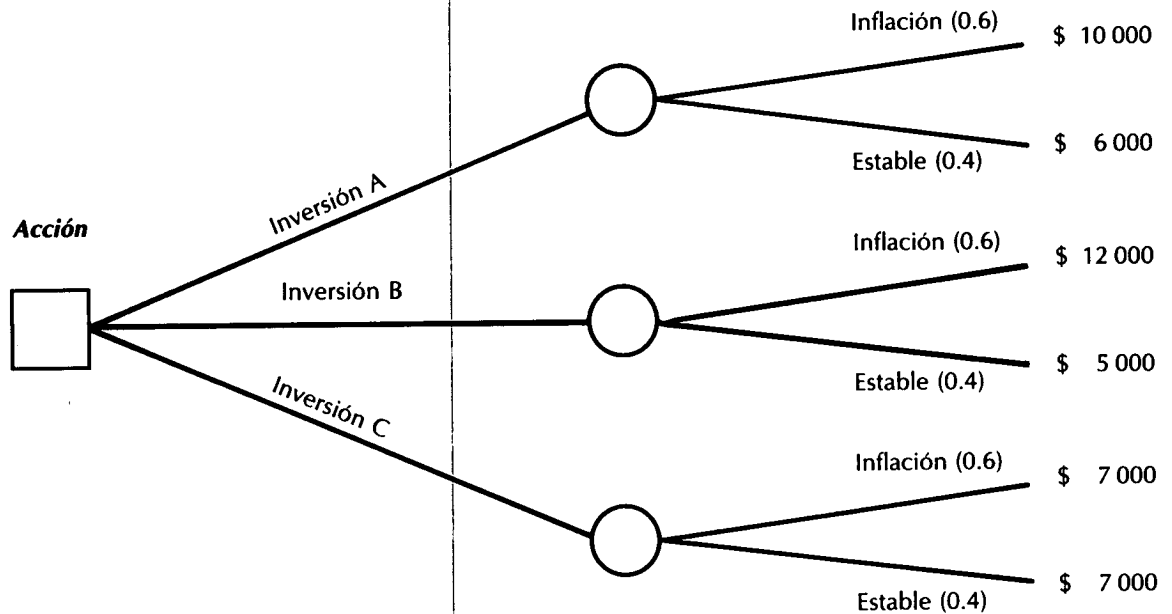 Inflación (0.6)
$ 10 000
$ 6 000
Estable (0.4)
Inversión A
Acción
Inflación (0.6)
$ 12 000
Inversión B
$ 5 000
Estable (0.4)
Inversión C
Inflación (0.6)
$ 7 000
$ 7 000
Estable (0.4)